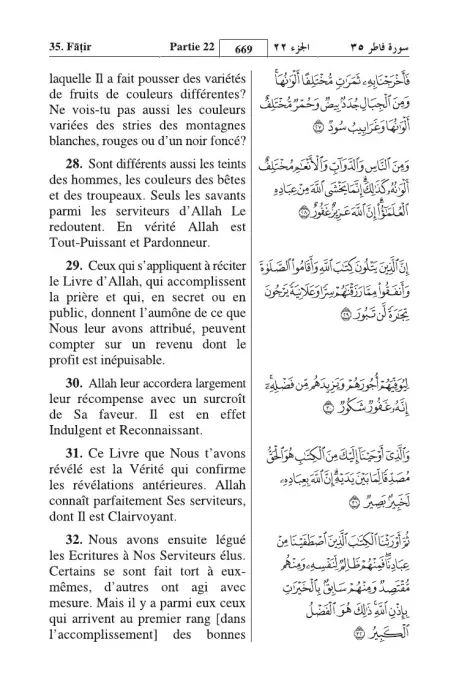 35. Fāṭir
Partie 22
669
الجزء ٢٢
سورة فاطر ٣٥
laquelle Il a fait pousser des variétés
de fruits de couleurs différentes?
Ne vois-tu pas aussi les couleurs
variées des stries des montagnes
blanches, rouges ou d’un noir foncé?
28. Sont différents aussi les teints
des hommes, les couleurs des bêtes
et des troupeaux. Seuls les savants
parmi les serviteurs d’Allah Le
redoutent. En vérité Allah est
Tout-Puissant et Pardonneur.
29. Ceux qui s’appliquent à réciter
le Livre d’Allah, qui accomplissent
la prière et qui, en secret ou en
public, donnent l’aumône de ce que
Nous leur avons attribué, peuvent
compter sur un revenu dont le
profit est inépuisable.
30. Allah leur accordera largement
leur récompense avec un surcroît
de Sa faveur. Il est en effet
Indulgent et Reconnaissant.
31. Ce Livre que Nous t’avons
révélé est la Vérité qui confirme
les révélations antérieures. Allah
connaît parfaitement Ses serviteurs,
dont Il est Clairvoyant.
32. Nous avons ensuite légué
les Ecritures à Nos Serviteurs élus.
Certains se sont fait tort à eux-
mêmes, d’autres ont agi avec
mesure. Mais il y a parmi eux ceux
qui arrivent au premier rang [dans
l’accomplissement] des bonnes
فَأَخْرَجْنَا بِهِۦ ثَمَرَٰتٍ مُّخْتَلِفًا أَلْوَٰنُهَا ۚ
وَمِنَ ٱلْجِبَالِ جُدَدٌۢ بِيضٌ وَحُمْرٌ مُّخْتَلِفٌ
أَلْوَٰنُهَا وَغَرَابِيبُ سُودٌ ٢٧
وَمِنَ ٱلنَّاسِ وَٱلدَّوَآبِّ وَٱلْأَنْعَٰمِ مُخْتَلِفٌ
أَلْوَٰنُهُۥ كَذَٰلِكَ ۗ إِنَّمَا يَخْشَى ٱللَّهَ مِنْ عِبَادِهِ
ٱلْعُلَمَٰٓؤُا۟ ۗ إِنَّ ٱللَّهَ عَزِيزٌ غَفُورٌ ٢٨
إِنَّ ٱلَّذِينَ يَتْلُونَ كِتَٰبَ ٱللَّهِ وَأَقَامُوا۟ ٱلصَّلَوٰةَ
وَأَنفَقُوا۟ مِمَّا رَزَقْنَٰهُمْ سِرًّا وَعَلَانِيَةً يَرْجُونَ
تِجَٰرَةً لَّن تَبُورَ ٢٩
لِيُوَفِّيَهُمْ أُجُورَهُمْ وَيَزِيدَهُم مِّن فَضْلِهِۦٓ ۚ
إِنَّهُۥ غَفُورٌ شَكُورٌ ٣٠
وَٱلَّذِىٓ أَوْحَيْنَآ إِلَيْكَ مِنَ ٱلْكِتَٰبِ هُوَ ٱلْحَقُّ
مُصَدِّقًا لِّمَا بَيْنَ يَدَيْهِ ۗ إِنَّ ٱللَّهَ بِعِبَادِهِۦ
لَخَبِيرٌۢ بَصِيرٌ ٣١
ثُمَّ أَوْرَثْنَا ٱلْكِتَٰبَ ٱلَّذِينَ ٱصْطَفَيْنَا مِنْ
عِبَادِنَا ۖ فَمِنْهُمْ ظَالِمٌ لِّنَفْسِهِۦ وَمِنْهُم
مُّقْتَصِدٌ وَمِنْهُمْ سَابِقٌۢ بِٱلْخَيْرَٰتِ
بِإِذْنِ ٱللَّهِ ۚ ذَٰلِكَ هُوَ ٱلْفَضْلُ
ٱلْكَبِيرُ ٣٢